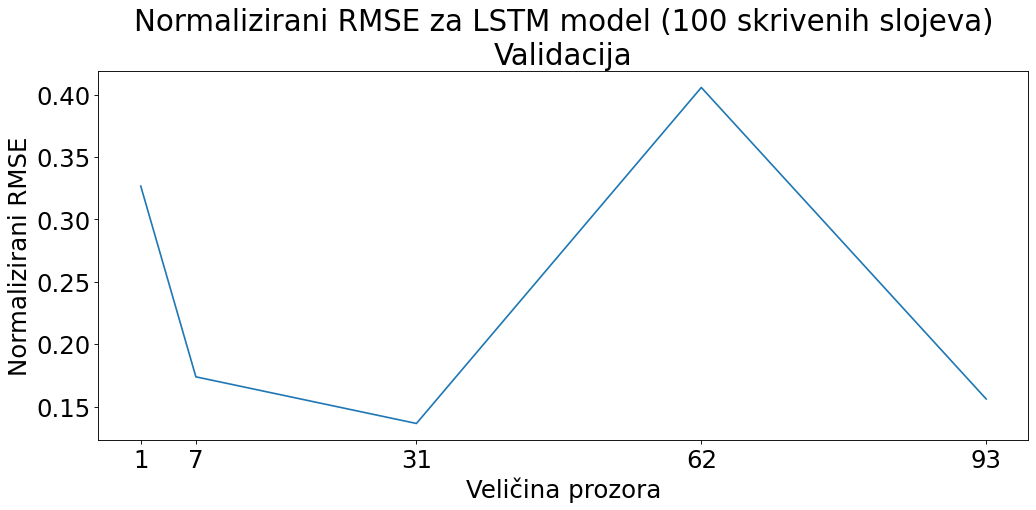 Normalizirani RMSE za LSTM model (100 skrivenih slojeva)
Validacija
Normalizirani RMSE
0.40
0.35
0.30
0.25
0.20
0.15
1 7 31 62 93
Veličina prozora